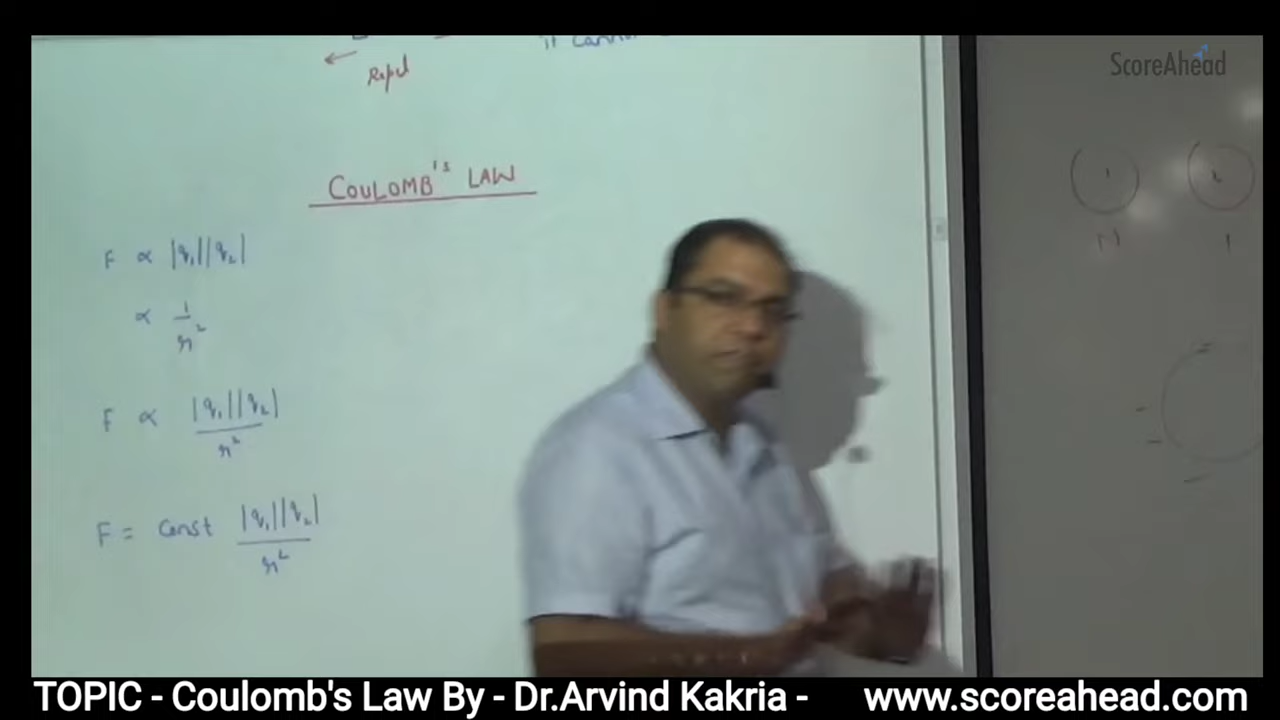 Repel
it
ScoreAhead
COULOMB'S LAW
F ∝ |q₁||q₂|
∝ 1/r²
F ∝ |q₁||q₂|/r²
F = Const |q₁||q₂|/r²
TOPIC - Coulomb's Law By - Dr.Arvind Kakria - www.scoreahead.com